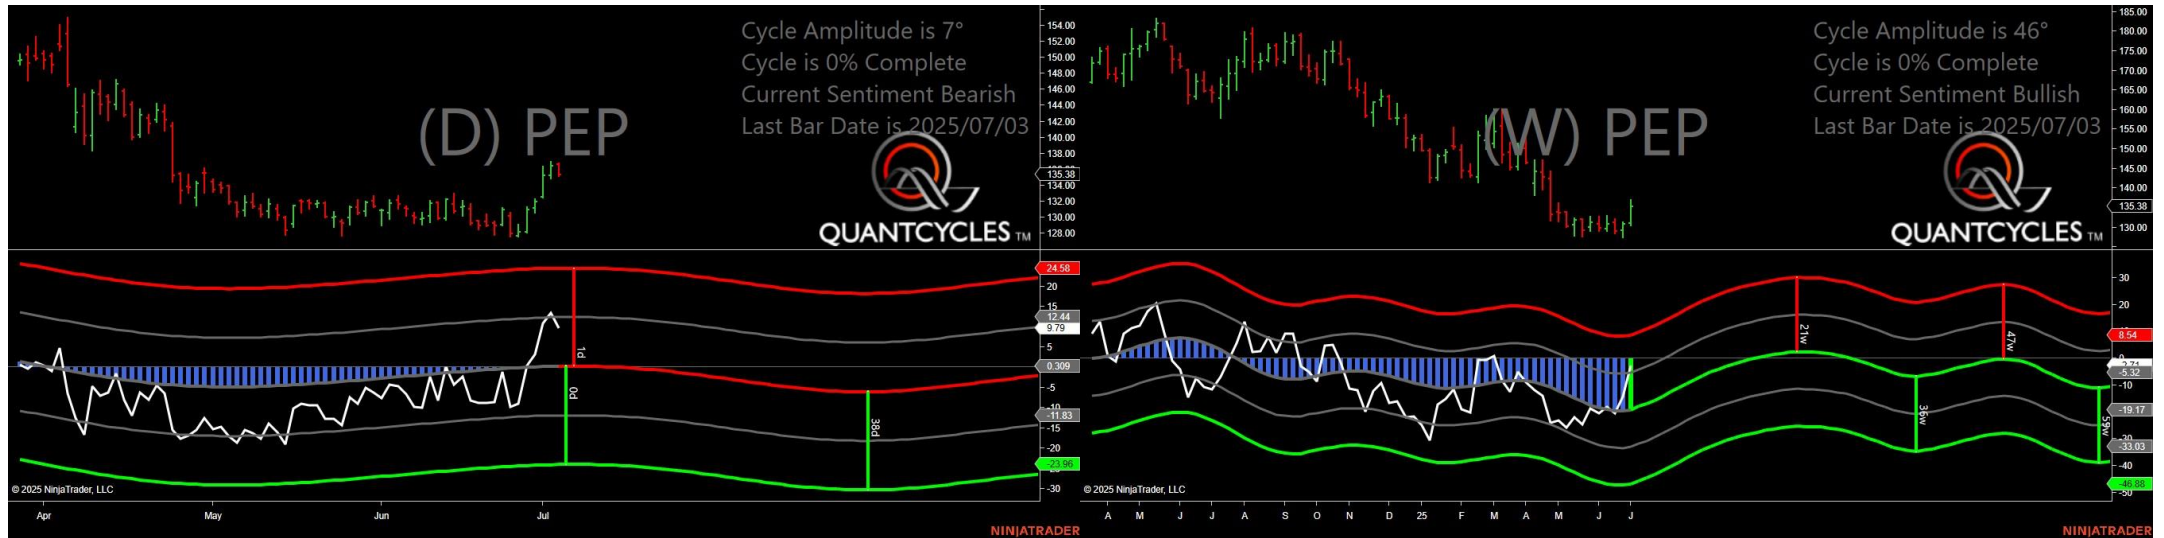 Cycle Amplitude is 7°
Cycle is 0% Complete
Current Sentiment Bearish
Last Bar Date is 2025/07/03
(D) PEP
QUANTCYCLES TM
154.00
152.00
150.00
148.00
146.00
144.00
142.00
140.00
138.00
135.38
134.00
132.00
130.00
128.00
24.58
20
15
12.44
9.79
5
0.309
-5
-10
-11.83
-15
-20
-23.96
-30
1d
0d
38d
© 2025 NinjaTrader, LLC
Apr May Jun Jul
NINJATRADER
Cycle Amplitude is 46°
Cycle is 0% Complete
Current Sentiment Bullish
Last Bar Date is 2025/07/03
(W) PEP
QUANTCYCLES TM
185.00
180.00
175.00
170.00
165.00
160.00
155.00
150.00
145.00
140.00
135.38
130.00
30
20
8.54
-5.32
-10
-19.17
-33.03
-40
-46.88
-50
21w
47w
36w
59w
© 2025 NinjaTrader, LLC
A M J J A S O N D 25 F M A M J J
NINJATRADER